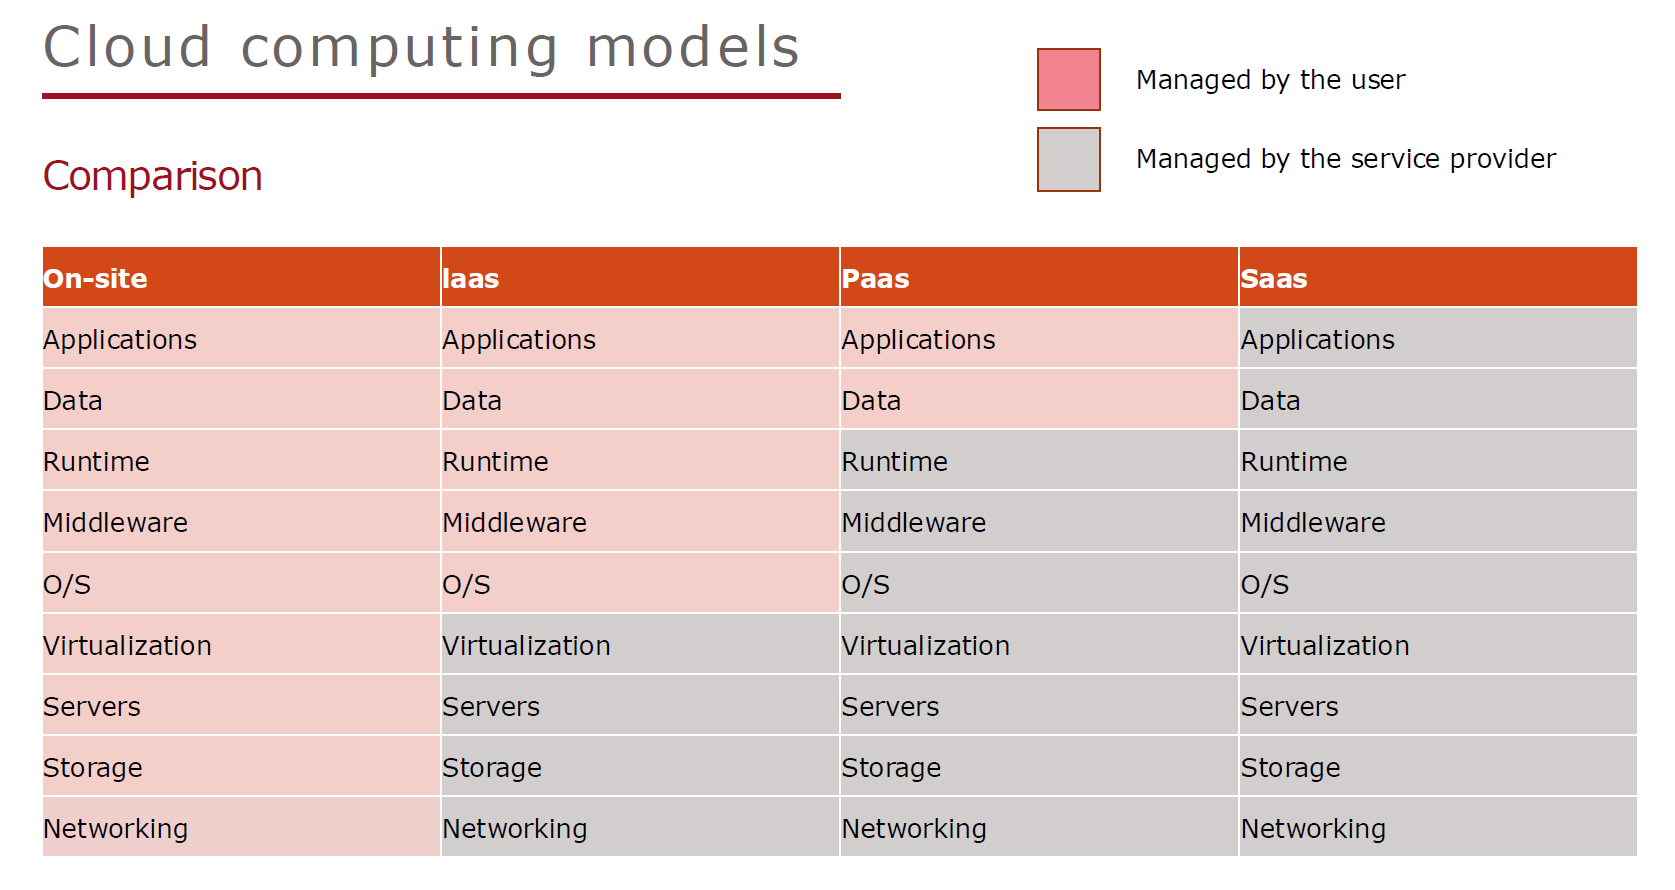 Cloud computing models
Managed by the user
Managed by the service provider
Comparison
On-site Iaas Paas Saas
Applications Applications Applications Applications
Data Data Data Data
Runtime Runtime Runtime Runtime
Middleware Middleware Middleware Middleware
O/S O/S O/S O/S
Virtualization Virtualization Virtualization Virtualization
Servers Servers Servers Servers
Storage Storage Storage Storage
Networking Networking Networking Networking